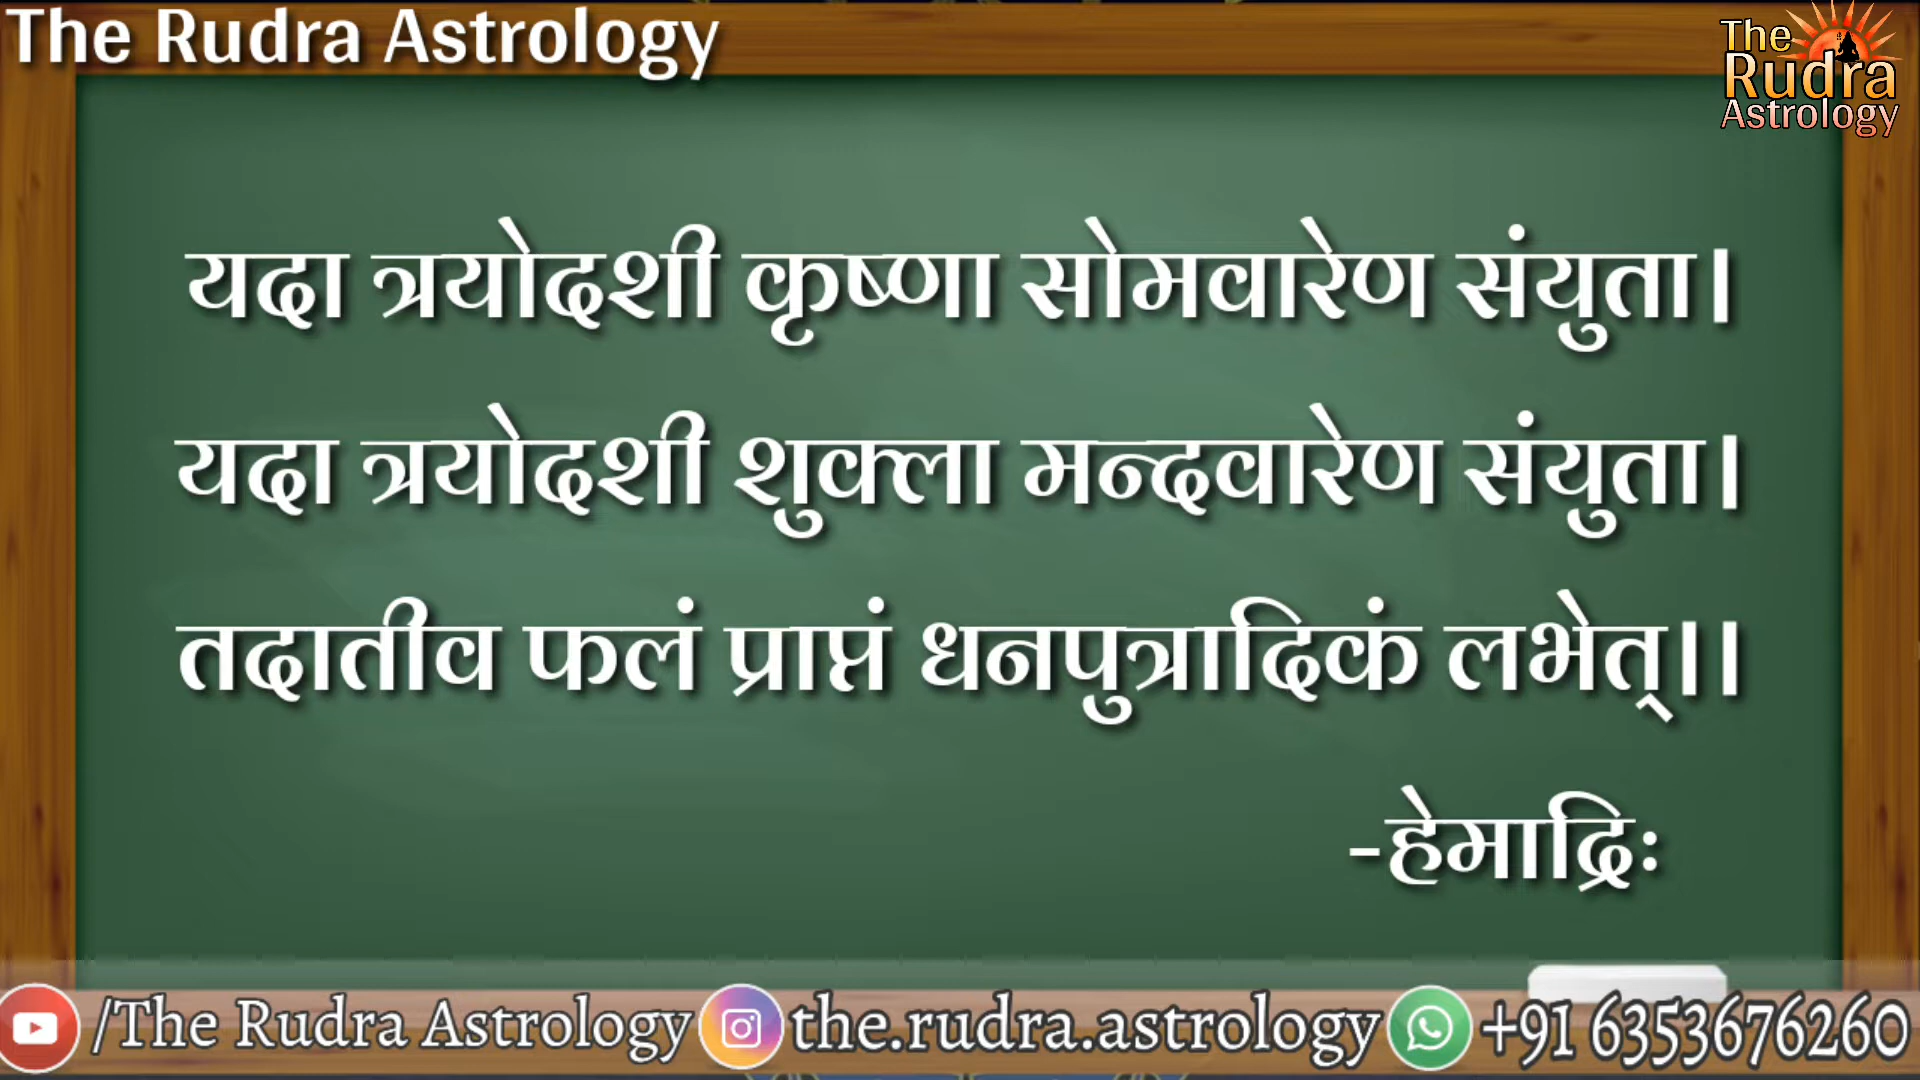 The Rudra Astrology
The
Rudra
Astrology
यदा त्रयोदशी कृष्णा सोमवारेण संयुता।
यदा त्रयोदशी शुक्ला मन्दवारेण संयुता।
तदातीव फलं प्राप्तं धनपुत्रादिकं लभेत्।।
-हेमाद्रिः
/The Rudra Astrology the.rudra.astrology +91 6353676260